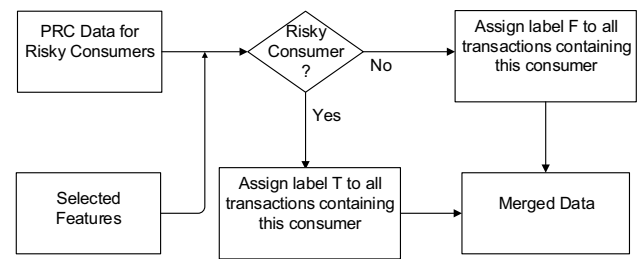 PRC Data for
Risky Consumers
Risky
Consumer
?
No
Assign label F to all
transactions containing
this consumer
Yes
Selected
Features
Assign label T to all
transactions containing
this consumer
Merged Data